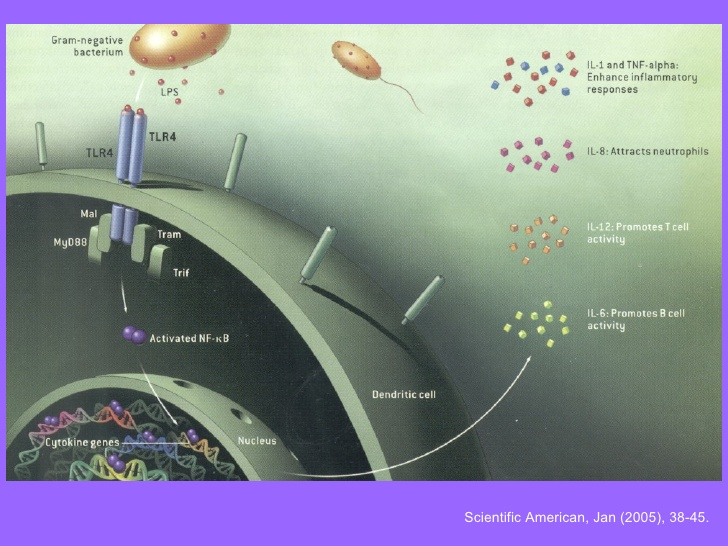 Gram-negative
bacterium
LPS
TLR4
TLR4
Mal
MyD88
Tram
Trif
Activated NF-κB
Cytokine genes
Nucleus
Dendritic cell
IL-1 and TNF-alpha:
Enhance inflammatory
responses
IL-8: Attracts neutrophils
IL-12: Promotes T cell
activity
IL-6: Promotes B cell
activity
Scientific American, Jan (2005), 38-45.